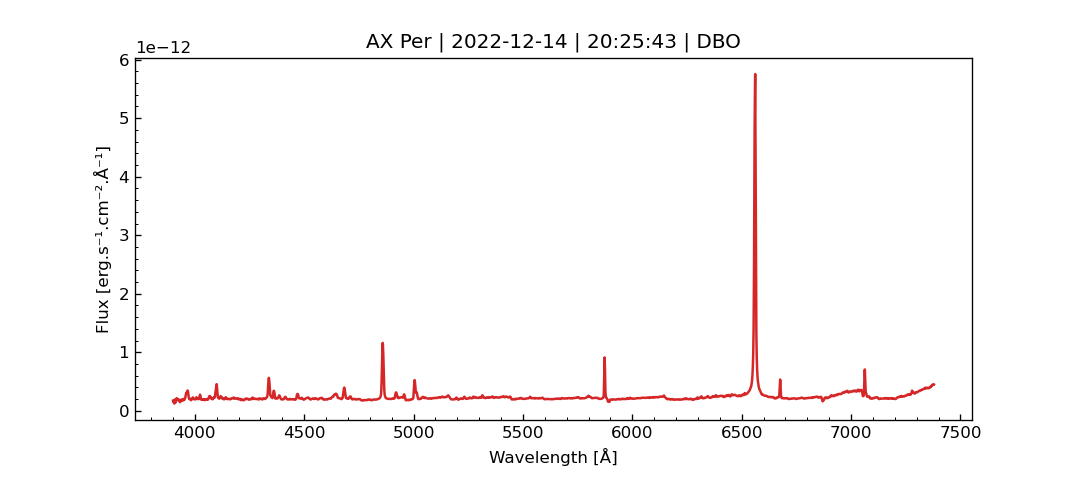 AX Per | 2022-12-14 | 20:25:43 | DBO
1e−12
6
5
4
3
2
1
0
Flux [erg.s⁻¹.cm⁻².Å⁻¹]
4000 4500 5000 5500 6000 6500 7000 7500
Wavelength [Å]